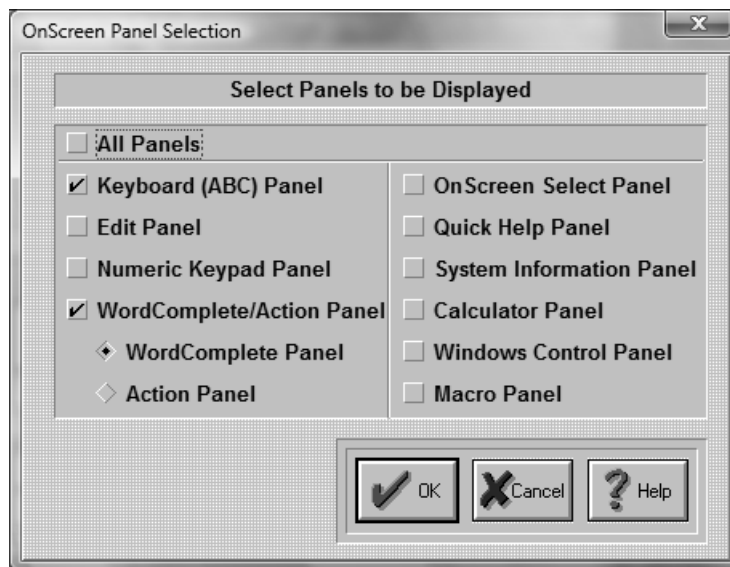 OnScreen Panel Selection
Select Panels to be Displayed
All Panels
Keyboard (ABC) Panel
Edit Panel
Numeric Keypad Panel
WordComplete/Action Panel
WordComplete Panel
Action Panel
OnScreen Select Panel
Quick Help Panel
System Information Panel
Calculator Panel
Windows Control Panel
Macro Panel
OK
Cancel
Help